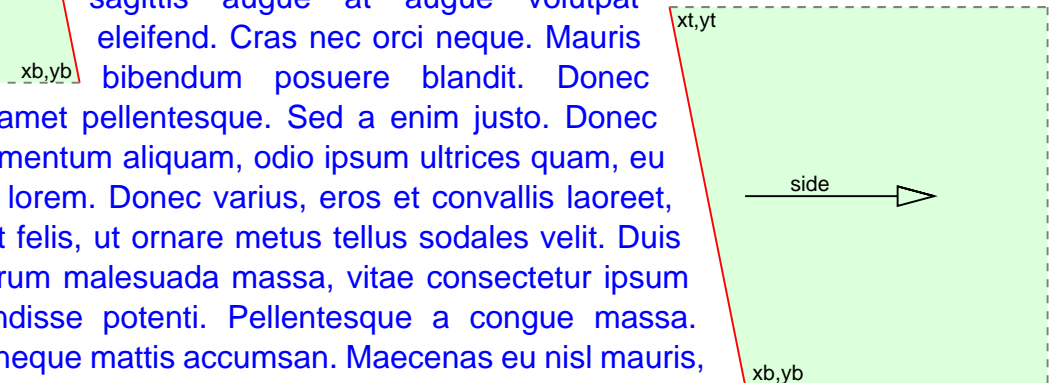 sagittis augue at augue volutpat
xt,yt
eleifend. Cras nec orci neque. Mauris
xb,yb
bibendum posuere blandit. Donec
amet pellentesque. Sed a enim justo. Donec
mentum aliquam, odio ipsum ultrices quam, eu
lorem. Donec varius, eros et convallis laoreet,
side
t felis, ut ornare metus tellus sodales velit. Duis
rum malesuada massa, vitae consectetur ipsum
ndisse potenti. Pellentesque a congue massa.
neque mattis accumsan. Maecenas eu nisl mauris,
xb,yb